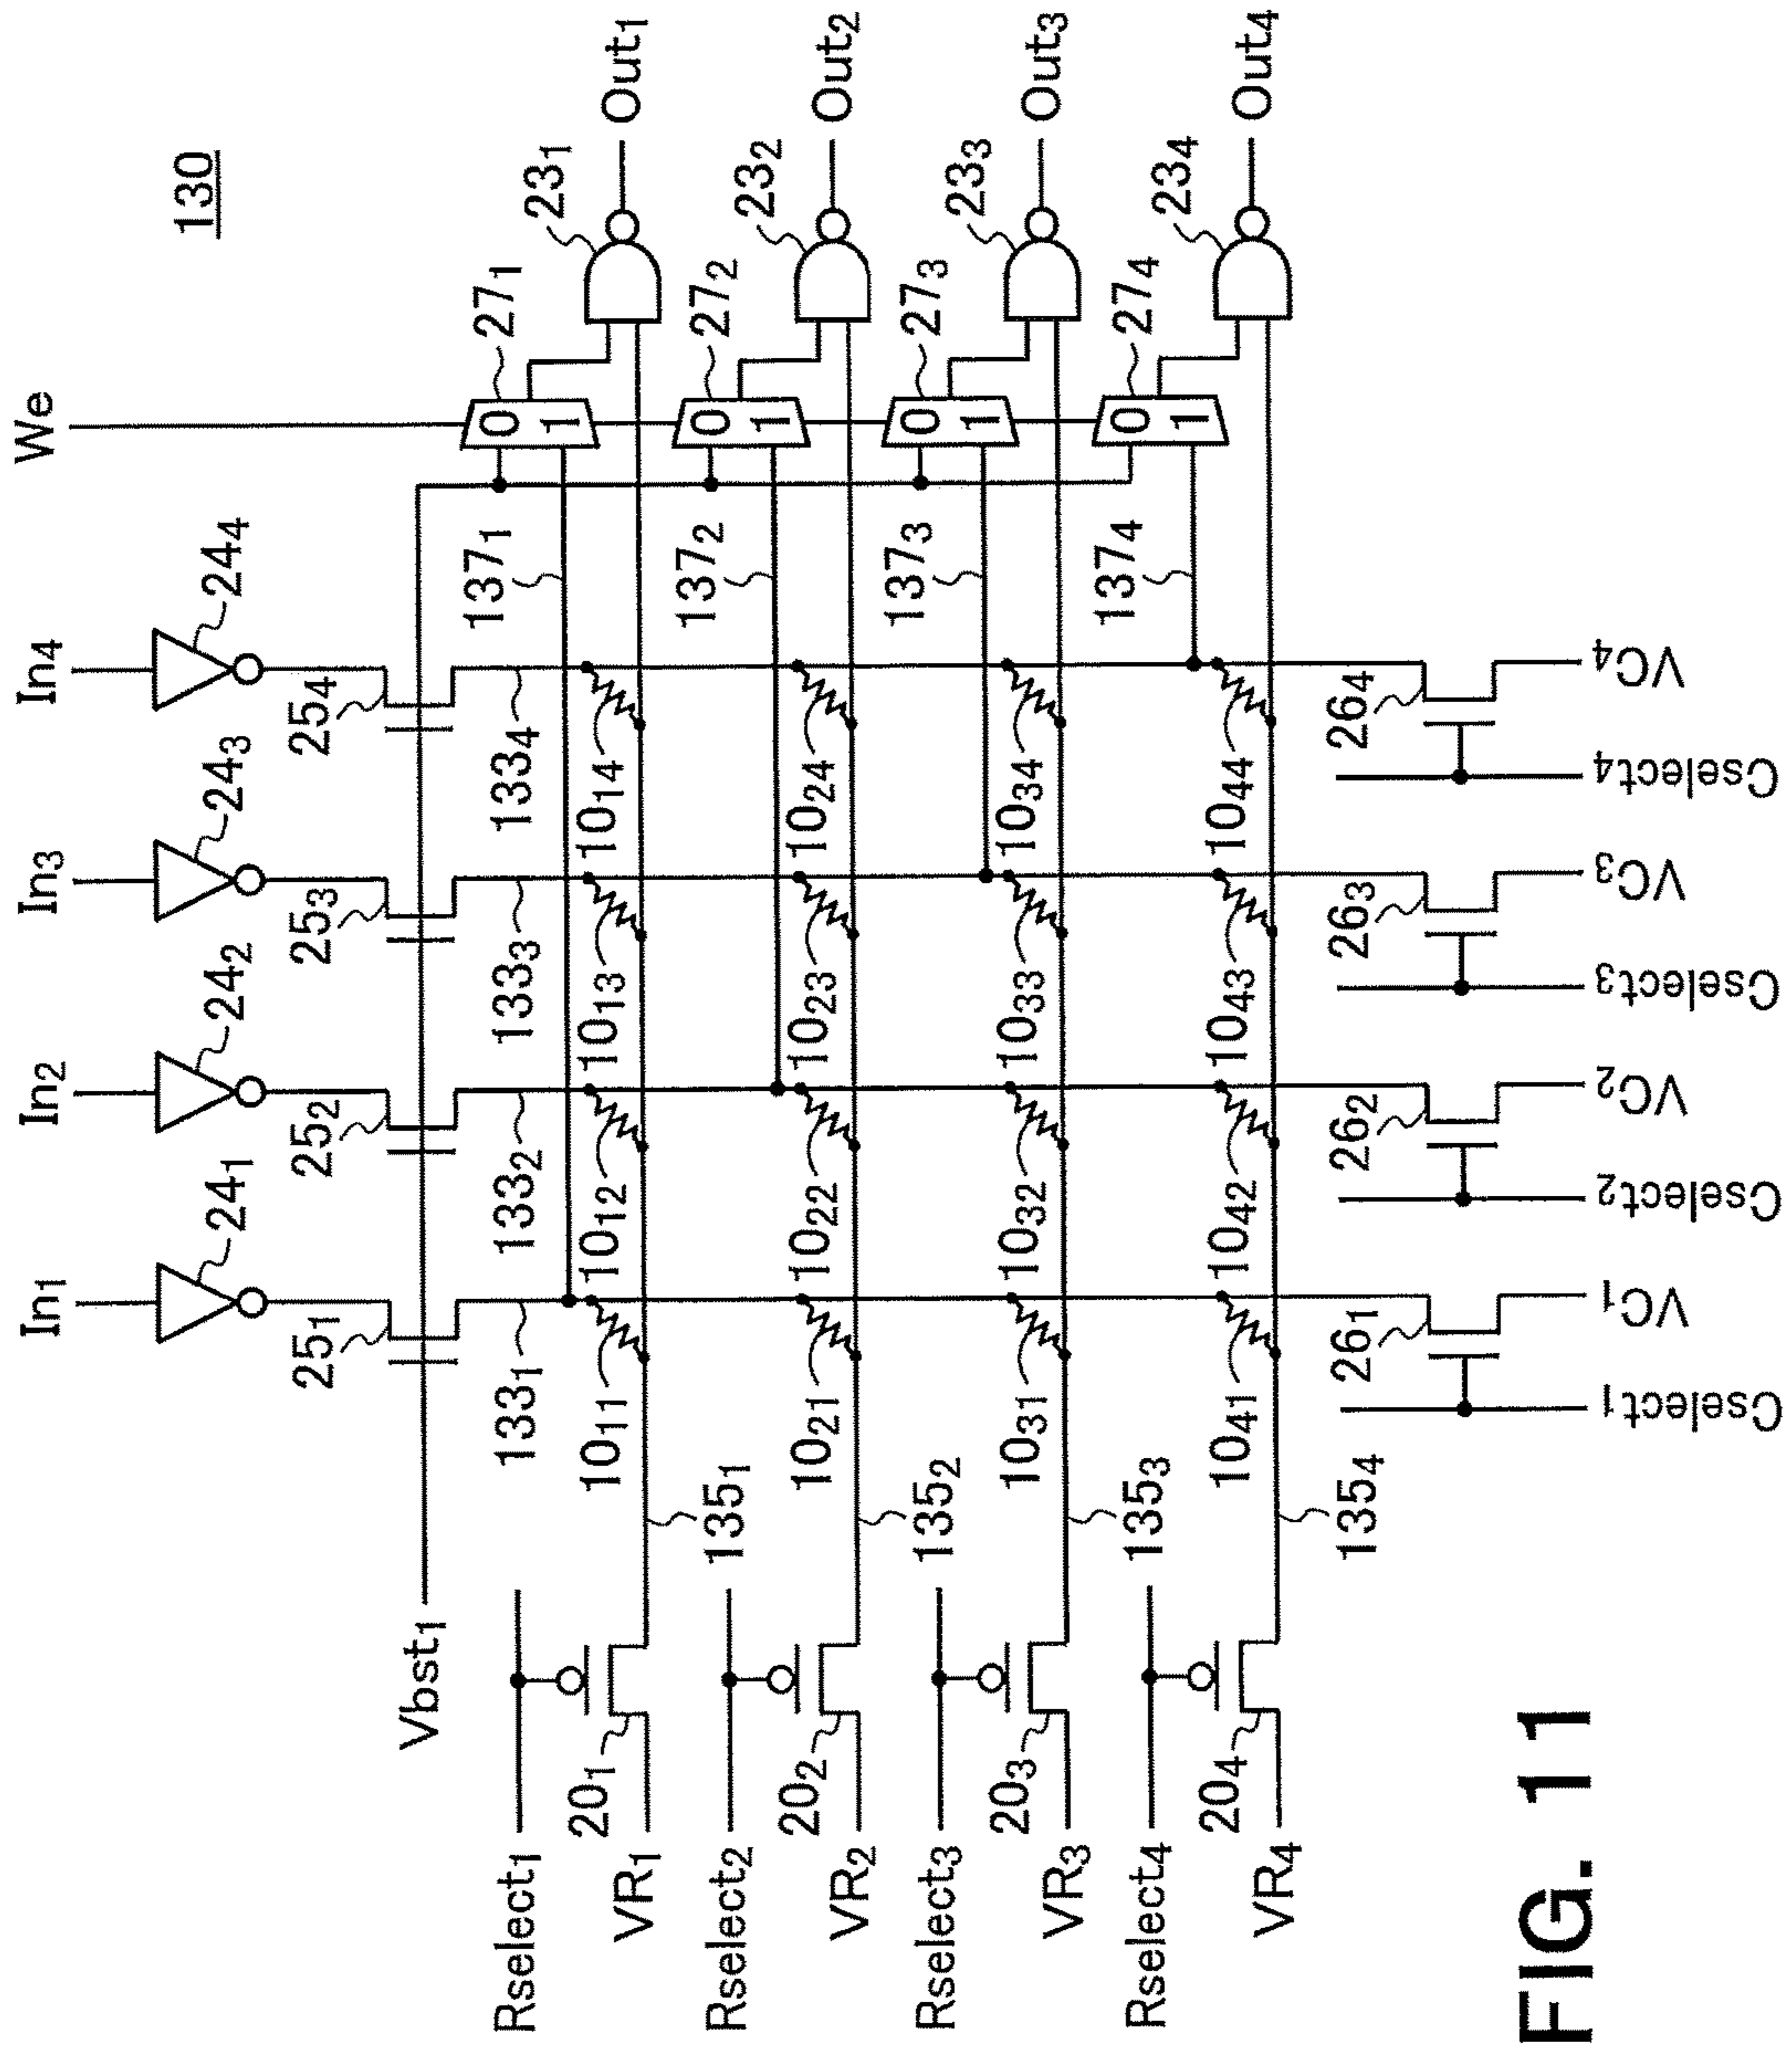 130
We
In4
In3
In2
In1
24₄
24₃
24₂
24₁
25₄
25₃
25₂
25₁
Vbst₁
133₄
133₃
133₂
133₁
137₁
137₂
137₃
137₄
27₁
27₂
27₃
27₄
0 1
0 1
0 1
0 1
23₁
23₂
23₃
23₄
Out₁
Out₂
Out₃
Out₄
10₁₁
10₁₂
10₁₃
10₁₄
10₂₁
10₂₂
10₂₃
10₂₄
10₃₁
10₃₂
10₃₃
10₃₄
10₄₁
10₄₂
10₄₃
10₄₄
135₁
135₂
135₃
135₄
Rselect₁
20₁
VR₁
Rselect₂
20₂
VR₂
Rselect₃
20₃
VR₃
Rselect₄
20₄
VR₄
26₁
26₂
26₃
26₄
Cselect₁
VC₁
Cselect₂
VC₂
Cselect₃
VC₃
Cselect₄
VC₄
FIG. 11